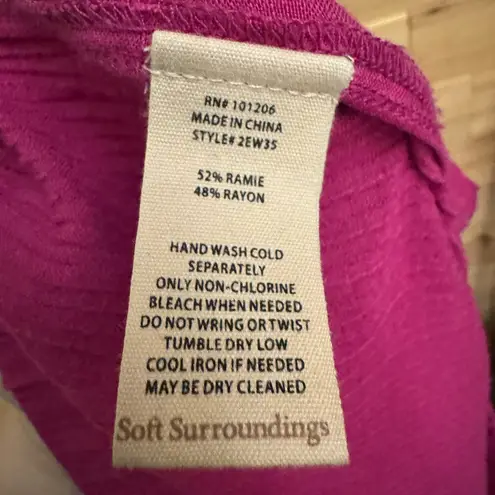 RN# 101206
MADE IN CHINA
STYLE# 2EW35
52% RAMIE
48% RAYON
HAND WASH COLD
SEPARATELY
ONLY NON-CHLORINE
BLEACH WHEN NEEDED
DO NOT WRING OR TWIST
TUMBLE DRY LOW
COOL IRON IF NEEDED
MAY BE DRY CLEANED
Soft Surroundings